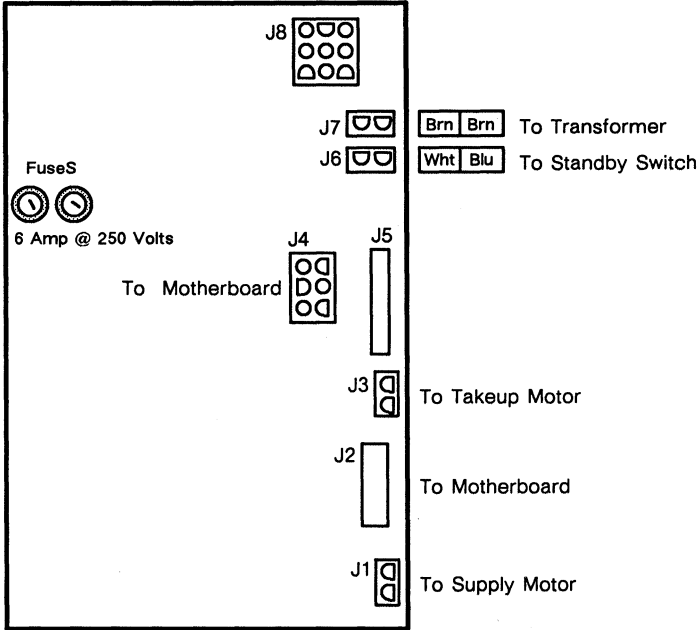 J8
J7 Brn Brn To Transformer
J6 Wht Blu To Standby Switch
FuseS
6 Amp @ 250 Volts
J4 J5
To Motherboard
J3 To Takeup Motor
J2
To Motherboard
J1 To Supply Motor